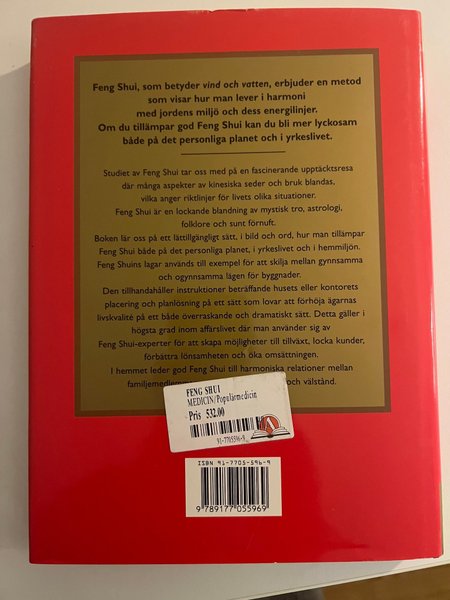 Feng Shui, som betyder vind och vatten, erbjuder en metod
som visar hur man lever i harmoni
med jordens miljö och dess energilinjer.
Om du tillämpar god Feng Shui kan du bli mer lyckosam
både på det personliga planet och i yrkeslivet.
Studiet av Feng Shui tar oss med på en fascinerande upptäcktsresa
där många aspekter av kinesiska seder och bruk blandas,
vilka anger riktlinjer för livets olika situationer.
Feng Shui är en lockande blandning av mystisk tro, astrologi,
folklore och sunt förnuft.
Boken lär oss på ett lättillgängligt sätt, i bild och ord, hur man tillämpar
Feng Shui både på det personliga planet, i yrkeslivet och i hemmiljön.
Feng Shuins lagar används till exempel för att skilja mellan gynnsamma
och ogynnsamma lägen för byggnader.
Den tillhandahåller instruktioner beträffande husets eller kontorets
placering och planlösning på ett sätt som lovar att förhöja ägarnas
livskvalité på ett både överraskande och dramatiskt sätt. Detta gäller i
högsta grad inom affärslivet där man använder sig av
Feng Shui-experter för att skapa möjligheter till tillväxt, locka kunder,
förbättra lönsamheten och öka omsättningen.
I hemmet leder god Feng Shui till harmoniska relationer mellan
och välstånd.
FENG SHUI
MEDICIN/Populärmedicin
Pris 532.00
91-7705596-9
ISBN 91-7705-596-9
9 789177 055969